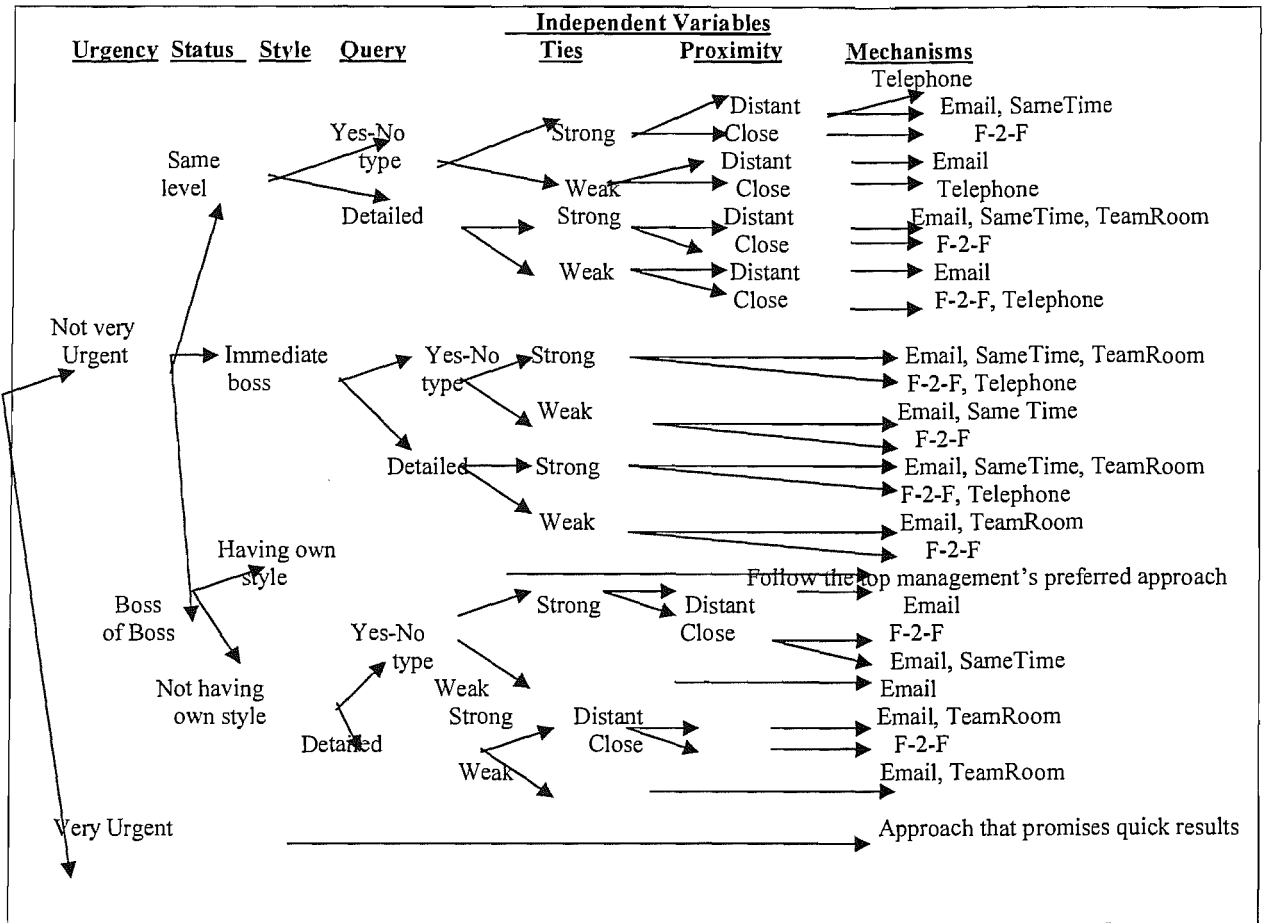 Independent Variables
Urgency Status Style Query Ties Proximity Mechanisms
Telephone
Distant Email, SameTime
Yes-No Strong Close F-2-F
type Distant Email
Same
level Weak Close Telephone
Detailed Strong Distant Email, SameTime, TeamRoom
Close F-2-F
Weak Distant Email
Close F-2-F, Telephone
Not very
Urgent Immediate Yes-No Strong Email, SameTime, TeamRoom
boss type F-2-F, Telephone
Weak Email, Same Time
F-2-F
Detailed Strong Email, SameTime, TeamRoom
F-2-F, Telephone
Weak Email, TeamRoom
F-2-F
Having own
style Follow the top management's preferred approach
Boss Strong Distant Email
of Boss Yes-No Close F-2-F
type Email, SameTime
Not having Weak Email
own style Strong Distant Email, TeamRoom
Detailed Close F-2-F
Weak Email, TeamRoom
Very Urgent Approach that promises quick results